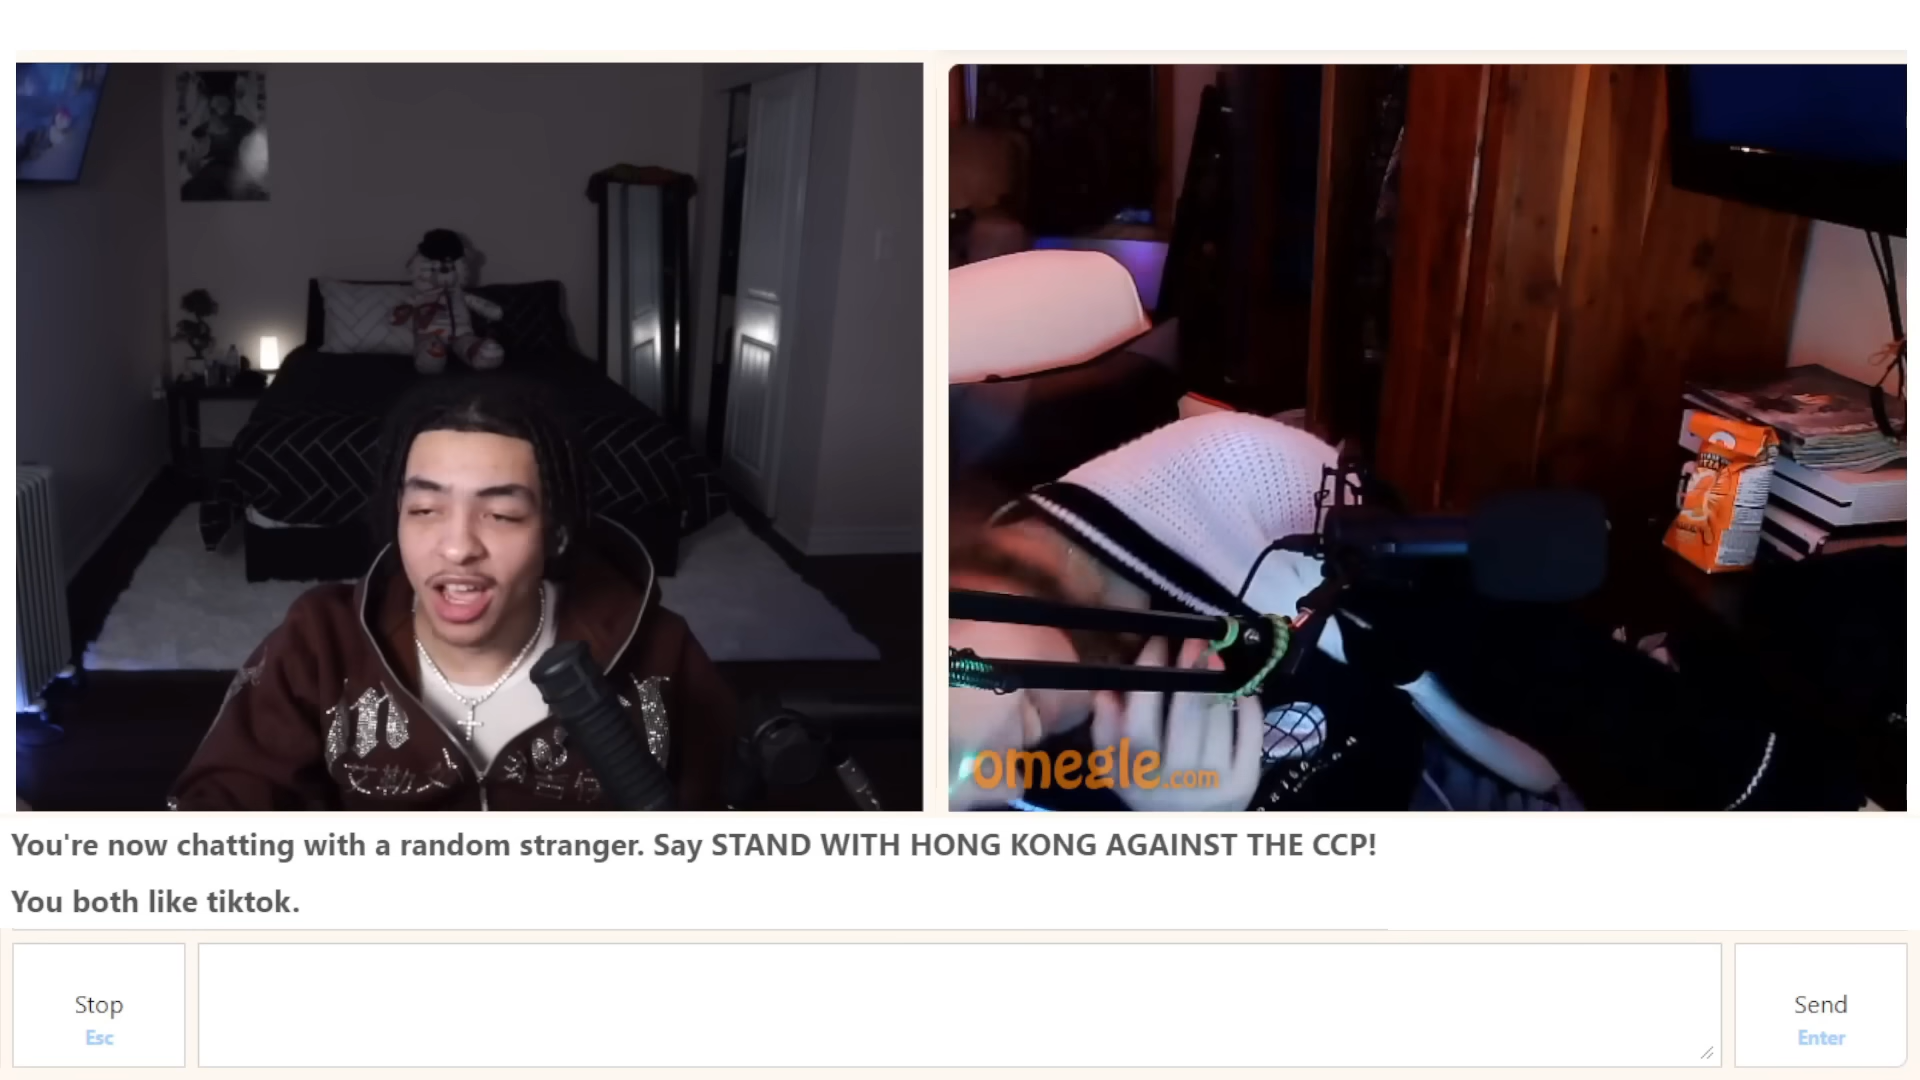 omegle.com
You're now chatting with a random stranger. Say STAND WITH HONG KONG AGAINST THE CCP!
You both like tiktok.
Stop
Esc
Send
Enter